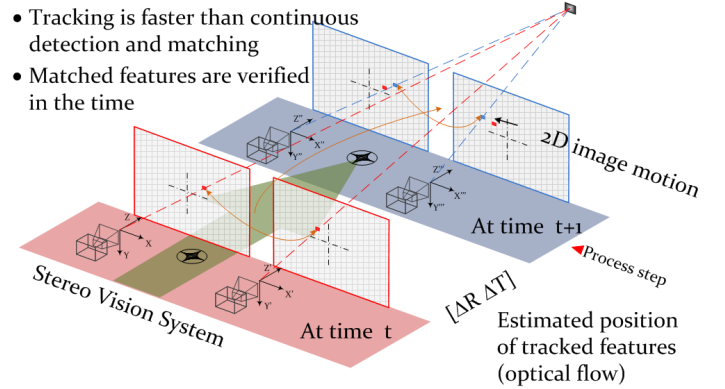 • Tracking is faster than continuous
detection and matching
• Matched features are verified
in the time
Z''
X''
Y''
Z'''
X'''
Y'''
2D image motion
At time t+1
Process step
Z
X
Y
Z'
X'
Y'
Stereo Vision System
At time t
[ΔR ΔT]
Estimated position
of tracked features
(optical flow)